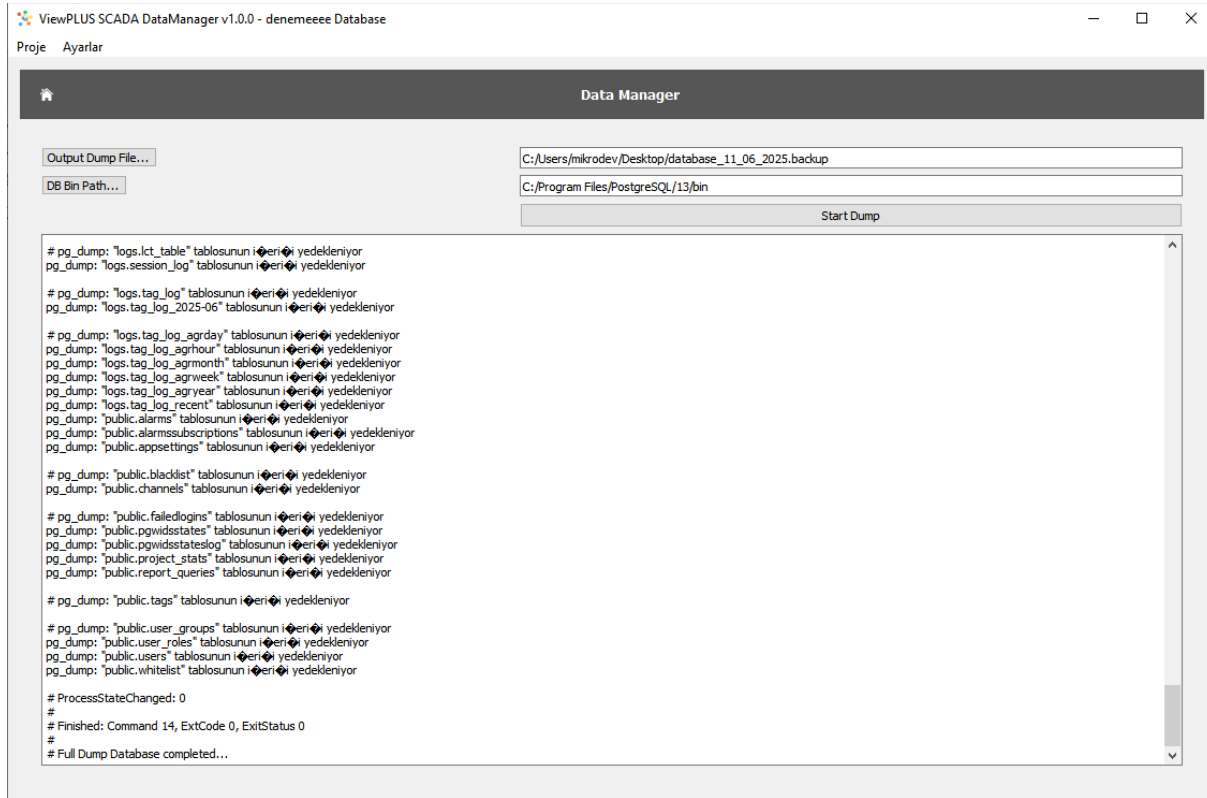 ViewPLUS SCADA DataManager v1.0.0 - denemeeee Database
Proje Ayarlar
Data Manager
Output Dump File...
C:/Users/mikrodev/Desktop/database_11_06_2025.backup
DB Bin Path...
C:/Program Files/PostgreSQL/13/bin
Start Dump
# pg_dump: "logs.lct_table" tablosunun i�eri�i yedekleniyor
pg_dump: "logs.session_log" tablosunun i�eri�i yedekleniyor
# pg_dump: "logs.tag_log" tablosunun i�eri�i yedekleniyor
pg_dump: "logs.tag_log_2025-06" tablosunun i�eri�i yedekleniyor
# pg_dump: "logs.tag_log_agrday" tablosunun i�eri�i yedekleniyor
pg_dump: "logs.tag_log_agrhour" tablosunun i�eri�i yedekleniyor
pg_dump: "logs.tag_log_agrmonth" tablosunun i�eri�i yedekleniyor
pg_dump: "logs.tag_log_agrweek" tablosunun i�eri�i yedekleniyor
pg_dump: "logs.tag_log_agryear" tablosunun i�eri�i yedekleniyor
pg_dump: "logs.tag_log_recent" tablosunun i�eri�i yedekleniyor
pg_dump: "public.alarms" tablosunun i�eri�i yedekleniyor
pg_dump: "public.alarmssubscriptions" tablosunun i�eri�i yedekleniyor
pg_dump: "public.appsettings" tablosunun i�eri�i yedekleniyor
# pg_dump: "public.blacklist" tablosunun i�eri�i yedekleniyor
pg_dump: "public.channels" tablosunun i�eri�i yedekleniyor
# pg_dump: "public.failedlogins" tablosunun i�eri�i yedekleniyor
pg_dump: "public.pgwidsstates" tablosunun i�eri�i yedekleniyor
pg_dump: "public.pgwidsstateslog" tablosunun i�eri�i yedekleniyor
pg_dump: "public.project_stats" tablosunun i�eri�i yedekleniyor
pg_dump: "public.report_queries" tablosunun i�eri�i yedekleniyor
# pg_dump: "public.tags" tablosunun i�eri�i yedekleniyor
# pg_dump: "public.user_groups" tablosunun i�eri�i yedekleniyor
pg_dump: "public.user_roles" tablosunun i�eri�i yedekleniyor
pg_dump: "public.users" tablosunun i�eri�i yedekleniyor
pg_dump: "public.whitelist" tablosunun i�eri�i yedekleniyor
# ProcessStateChanged: 0
#
# Finished: Command 14, ExtCode 0, ExitStatus 0
#
# Full Dump Database completed...